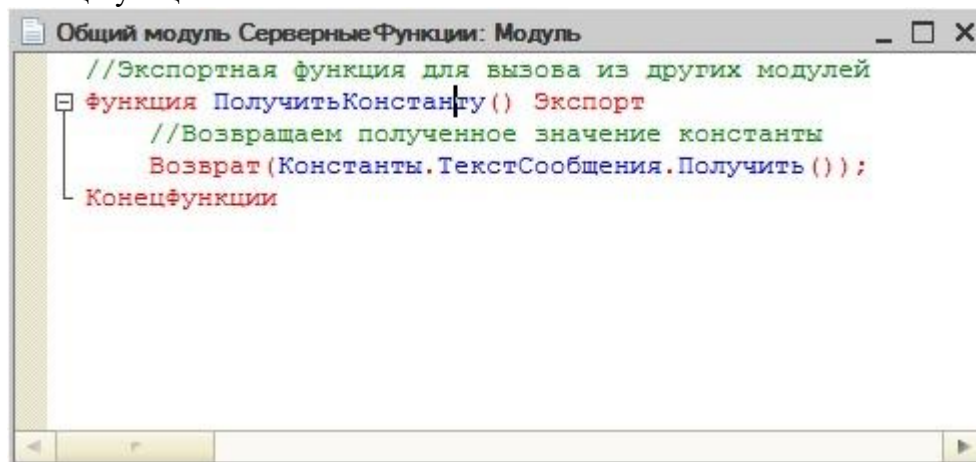 Общий модуль СерверныеФункции: Модуль
//Экспортная функция для вызова из других модулей
Функция ПолучитьКонстанту() Экспорт
//Возвращаем полученное значение константы
Возврат(Константы.ТекстСообщения.Получить());
КонецФункции